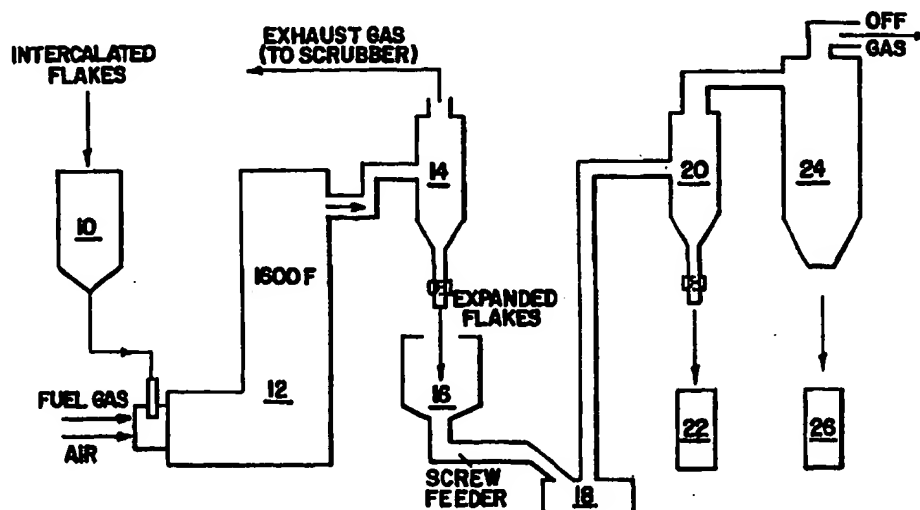 EXHAUST GAS
(TO SCRUBBER)
OFF
GAS
INTERCALATED
FLAKES
10
14
20
24
1600 F
EXPANDED
FLAKES
12
16
FUEL GAS
AIR
22
26
SCREW
FEEDER
18